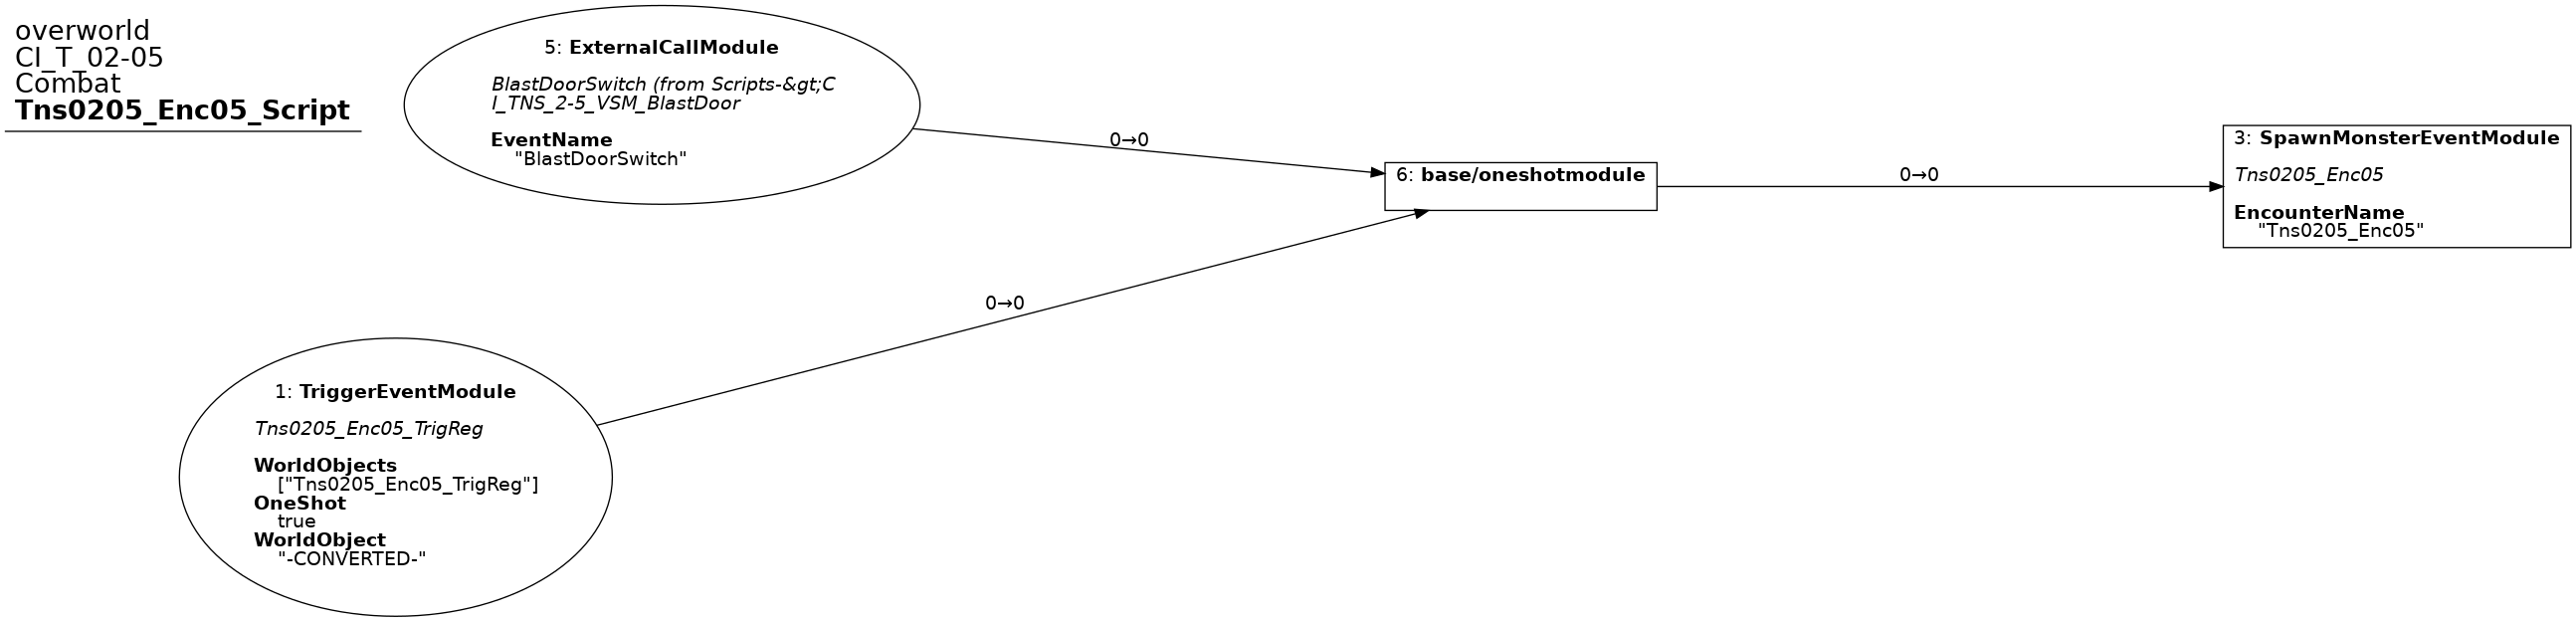 overworld
CI_T_02-05
Combat
Tns0205_Enc05_Script
5: ExternalCallModule
BlastDoorSwitch (from Scripts-&gt;C
I_TNS_2-5_VSM_BlastDoor
EventName
"BlastDoorSwitch"
0→0
6: base/oneshotmodule
0→0
3: SpawnMonsterEventModule
Tns0205_Enc05
EncounterName
"Tns0205_Enc05"
0→0
1: TriggerEventModule
Tns0205_Enc05_TrigReg
WorldObjects
["Tns0205_Enc05_TrigReg"]
OneShot
true
WorldObject
"-CONVERTED-"